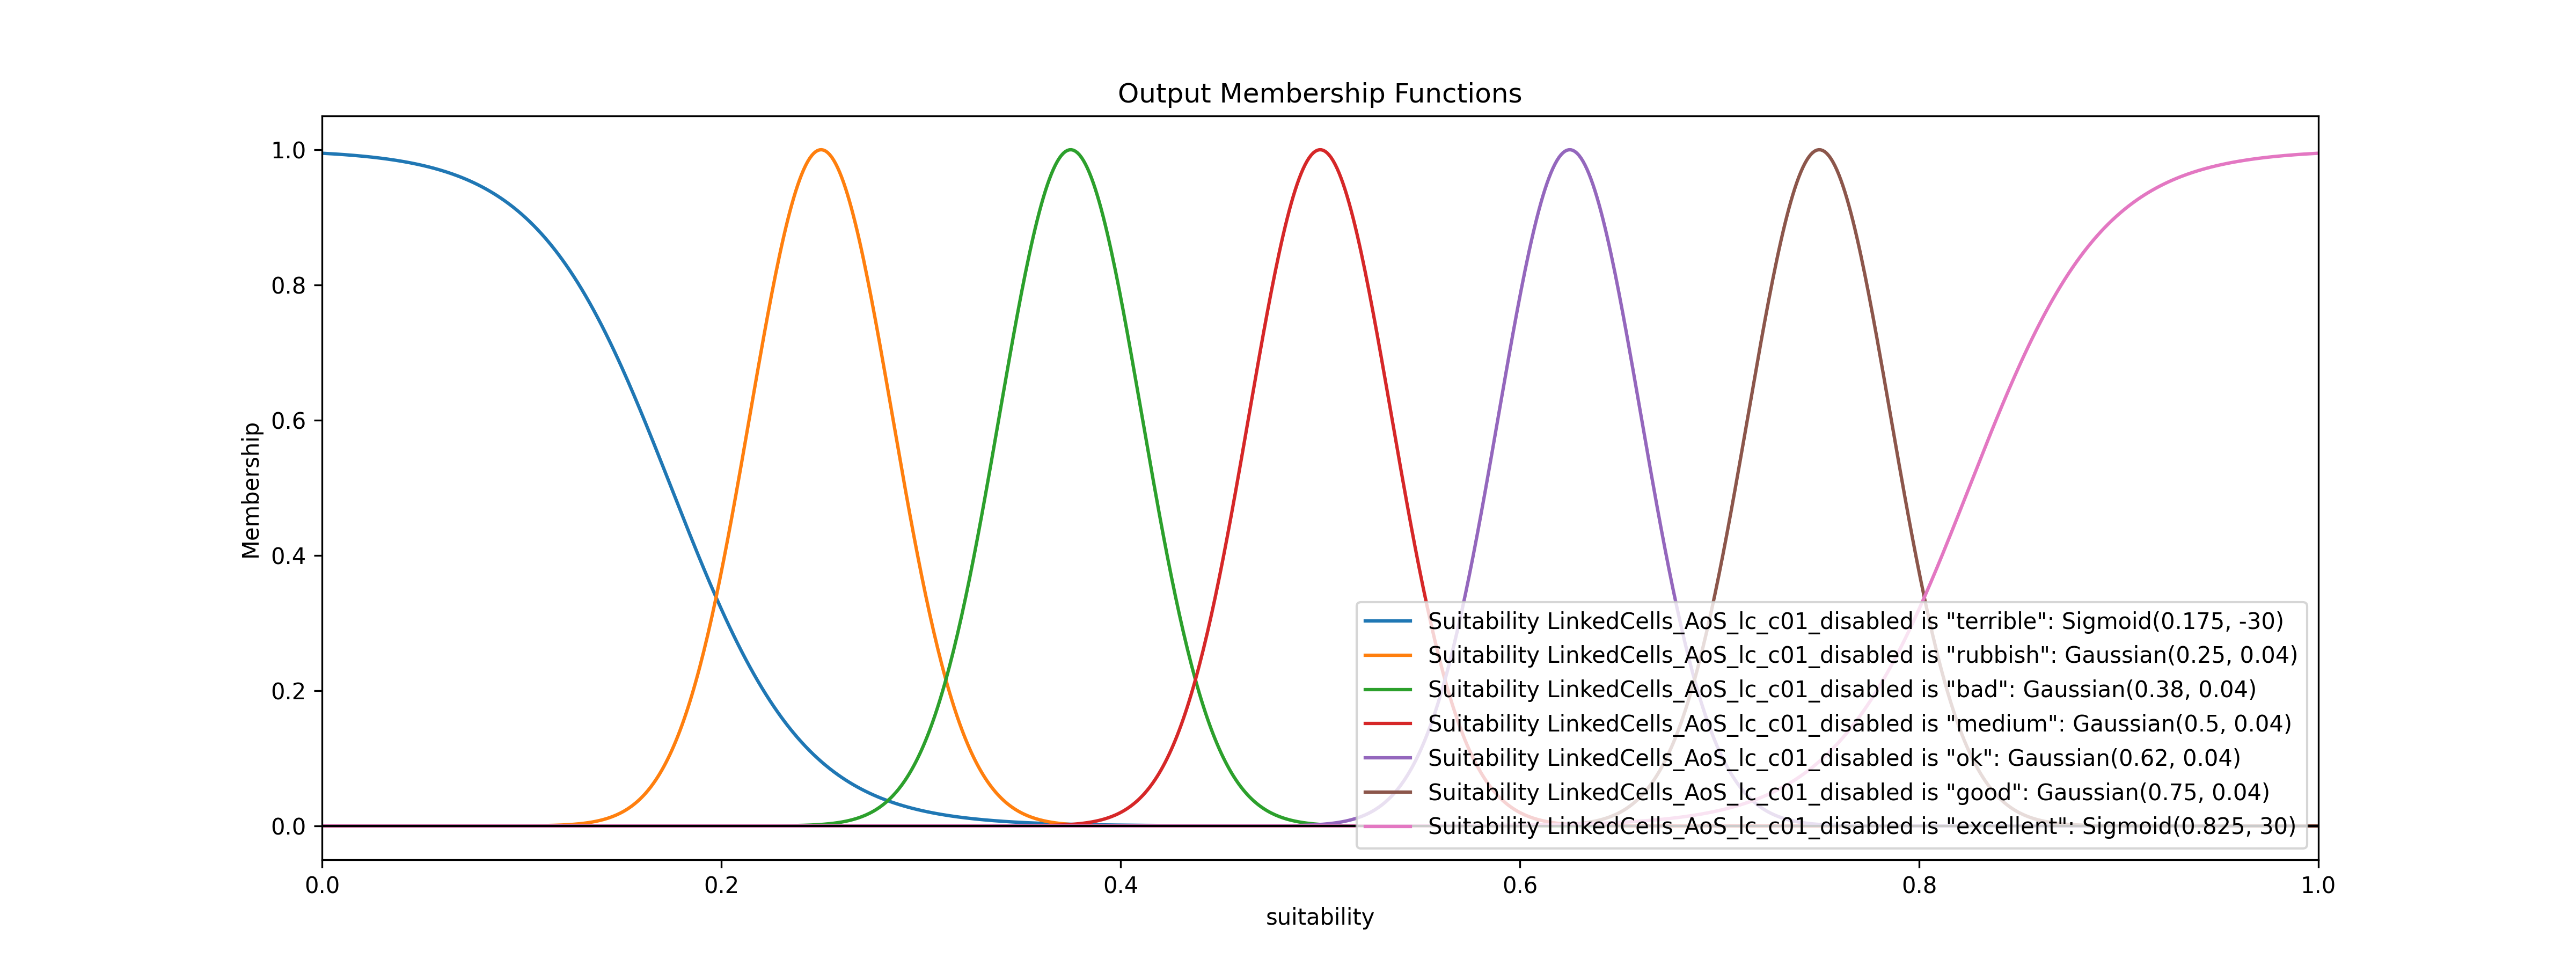 Output Membership Functions
1.0
0.8
0.6
0.4
0.2
0.0
Membership
Suitability LinkedCells_AoS_lc_c01_disabled is "terrible": Sigmoid(0.175, -30)
Suitability LinkedCells_AoS_lc_c01_disabled is "rubbish": Gaussian(0.25, 0.04)
Suitability LinkedCells_AoS_lc_c01_disabled is "bad": Gaussian(0.38, 0.04)
Suitability LinkedCells_AoS_lc_c01_disabled is "medium": Gaussian(0.5, 0.04)
Suitability LinkedCells_AoS_lc_c01_disabled is "ok": Gaussian(0.62, 0.04)
Suitability LinkedCells_AoS_lc_c01_disabled is "good": Gaussian(0.75, 0.04)
Suitability LinkedCells_AoS_lc_c01_disabled is "excellent": Sigmoid(0.825, 30)
0.0 0.2 0.4 0.6 0.8 1.0
suitability